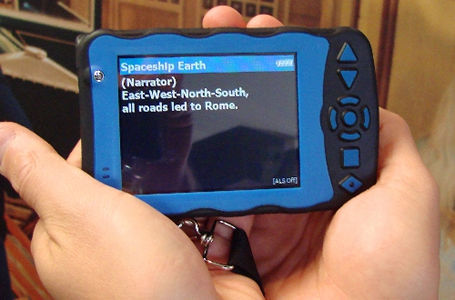 Spaceship Earth
(Narrator)
East-West-North-South,
all roads led to Rome.
[ALS Off]